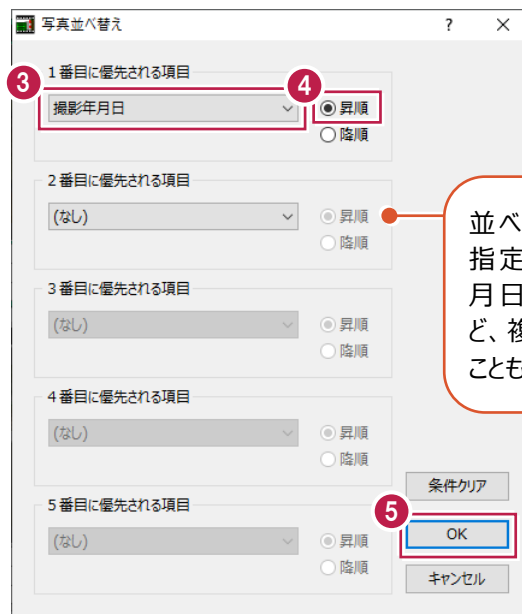 写真並べ替え
?
×
1番目に優先される項目
3
4
撮影年月日
昇順
降順
2番目に優先される項目
(なし)
昇順
降順
並べ
指定
月日
ど、複
ことも
3番目に優先される項目
(なし)
昇順
降順
4番目に優先される項目
(なし)
昇順
降順
条件クリア
5番目に優先される項目
5
(なし)
昇順
降順
OK
キャンセル